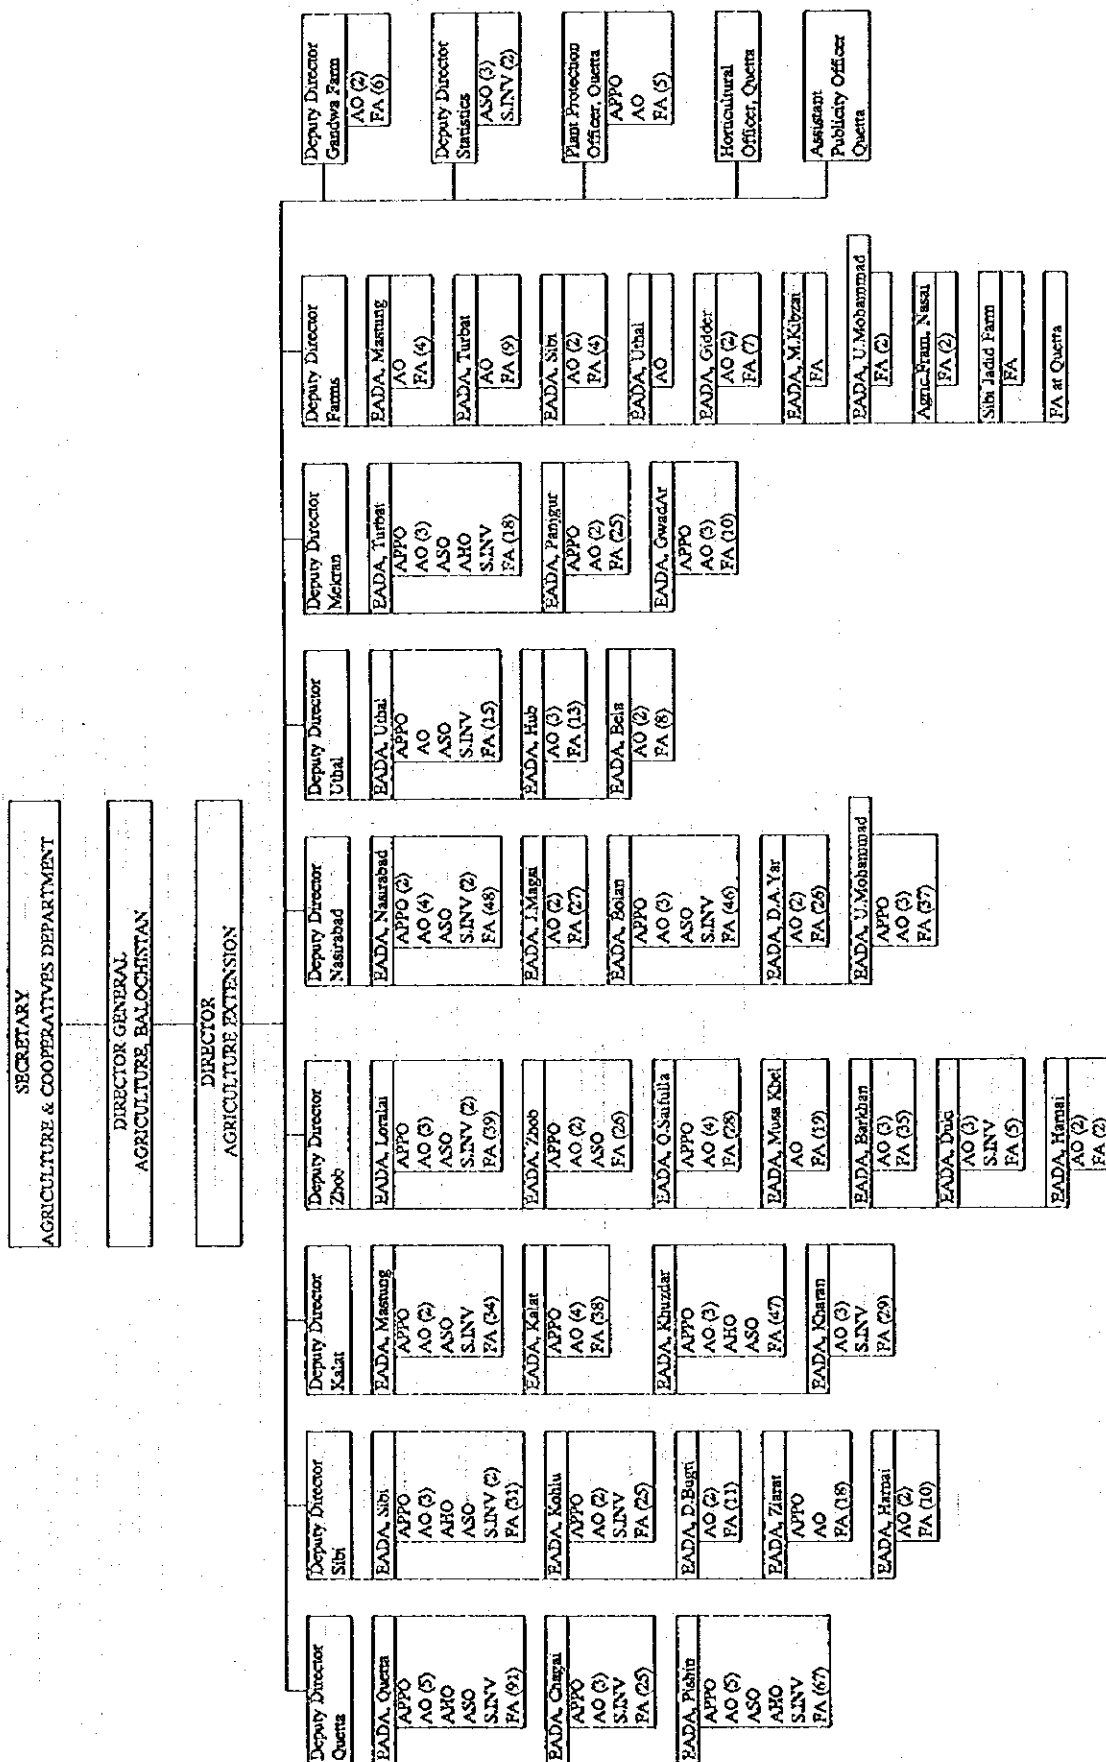 SECRETARY
AGRICULTURE & COOPERATIVES DEPARTMENT
DIRECTOR GENERAL
AGRICULTURE, BALOCHISTAN
DIRECTOR
AGRICULTURE EXTENSION
Deputy Director
Quetta
EADA, Quetta
APPO
AO (5)
AHO
ASO
S.INV
FA (91)
EADA, Chagai
APPO
AO (3)
S.INV
FA (25)
EADA, Pishin
APPO
AO (5)
ASO
AHO
S.INV
FA (67)
Deputy Director
Sibi
EADA, Sibi
APPO
AO (3)
AHO
ASO
S.INV (2)
FA (31)
EADA, Kohlu
APPO
AO (2)
S.INV
FA (25)
EADA, D.Bugti
AO (2)
FA (11)
EADA, Ziarat
APPO
AO
FA (18)
EADA, Harnai
AO (2)
FA (10)
Deputy Director
Kalat
EADA, Mastung
APPO
AO (2)
ASO
S.INV
FA (34)
EADA, Kalat
APPO
AO (4)
FA (38)
EADA, Khuzdar
APPO
AO (3)
AHO
ASO
FA (47)
EADA, Kharan
AO (3)
S.INV
FA (29)
Deputy Director
Zhob
EADA, Loralai
APPO
AO (3)
ASO
S.INV (2)
FA (39)
EADA, Zhob
APPO
AO (2)
ASO
FA (26)
EADA, Q.Saifulla
APPO
AO (4)
FA (28)
EADA, Musa Khel
AO
FA (19)
EADA, Barkhan
AO (3)
FA (35)
EADA, Duki
AO (3)
S.INV
FA (5)
EADA, Harnai
AO (2)
FA (2)
Deputy Director
Nasirabad
EADA, Nasirabad
APPO (2)
AO (4)
ASO
S.INV (2)
FA (48)
EADA, J.Magsi
AO (2)
FA (27)
EADA, Bolan
APPO
AO (3)
ASO
S.INV
FA (46)
EADA, D.A.Yar
AO (2)
FA (26)
EADA, U.Mohammad
APPO
AO (3)
FA (37)
Deputy Director
Uthal
EADA, Uthal
APPO
AO
ASO
S.INV
FA (15)
EADA, Hub
AO (3)
FA (13)
EADA, Bela
AO (2)
FA (8)
Deputy Director
Mekran
EADA, Turbat
APPO
AO (3)
ASO
AHO
S.INV
FA (18)
EADA, Panjgur
APPO
AO (2)
FA (25)
EADA, GwadAr
APPO
AO (3)
FA (10)
Deputy Director
Farms
EADA, Mastung
AO
FA (4)
EADA, Turbat
AO
FA (9)
EADA, Sibi
AO (2)
FA (4)
EADA, Uthal
AO
EADA, Gidder
AO (2)
FA (7)
EADA, M.Kibzai
FA
EADA, U.Mohammad
FA (2)
Agric.Fram, Nasai
FA (2)
Sibi Jadid Farm
FA
FA at Quetta
Deputy Director
Gandwa Farm
AO (2)
FA (6)
Deputy Director
Statistics
ASO (3)
S.INV (2)
Plant Protection
Officer, Quetta
APPO
AO
FA (5)
Horticultural
Officer, Quetta
Assistant
Publicity Officer
Quetta